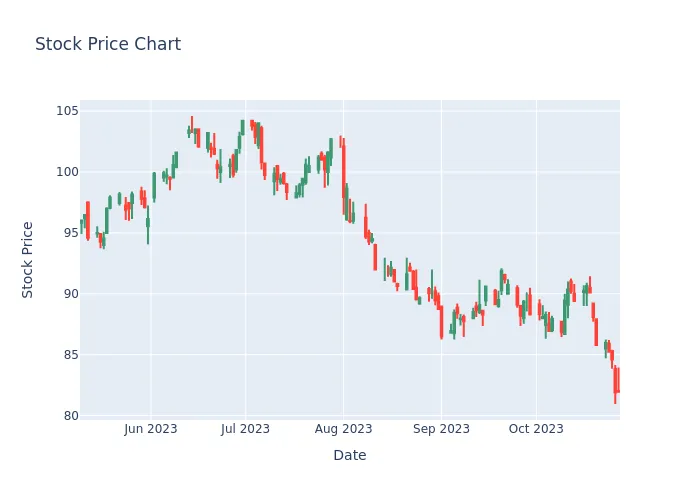 Stock Price Chart
105
100
95
90
85
80
Stock Price
Jun 2023
Jul 2023
Aug 2023
Sep 2023
Oct 2023
Date